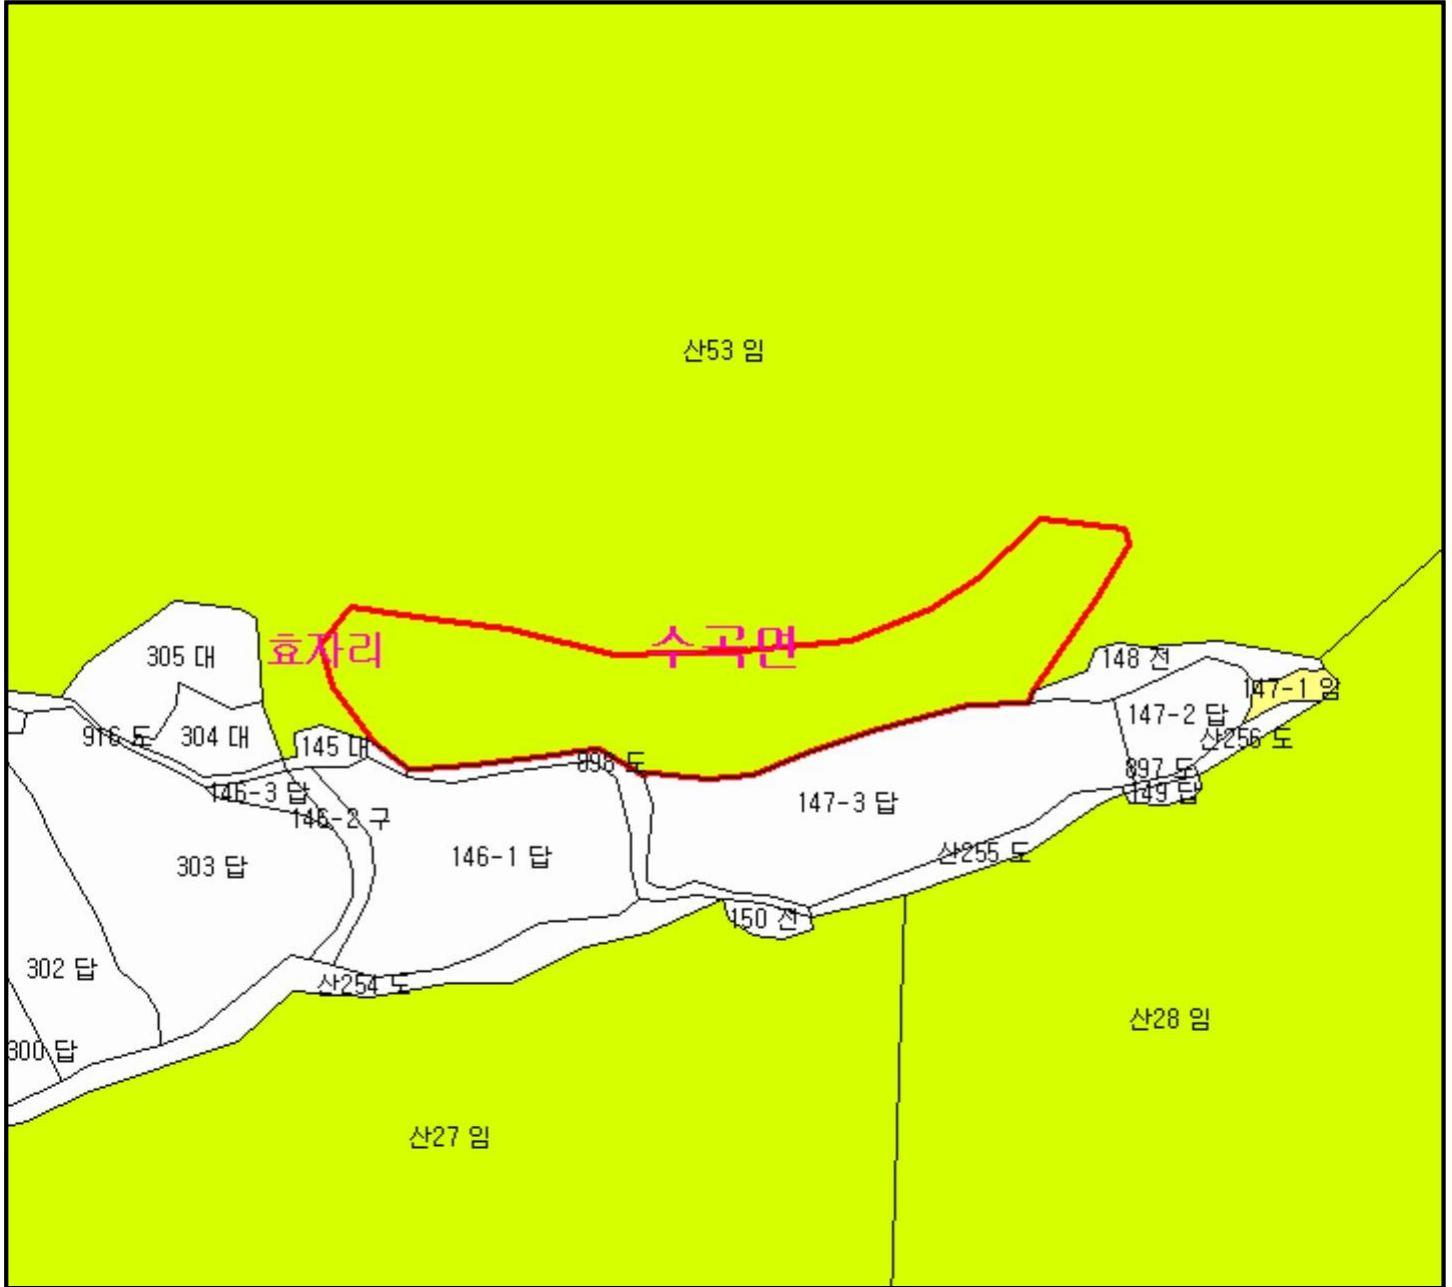 산53 임
수곡면
효자리
305 대
148 전
147-1 임
147-2 답
916 도
304 대
145 대
산256 도
898 도
897 도
146-3 답
149 답
147-3 답
146-2 구
산255 도
146-1 답
303 답
150 전
302 답
산254 도
산28 임
300 답
산27 임